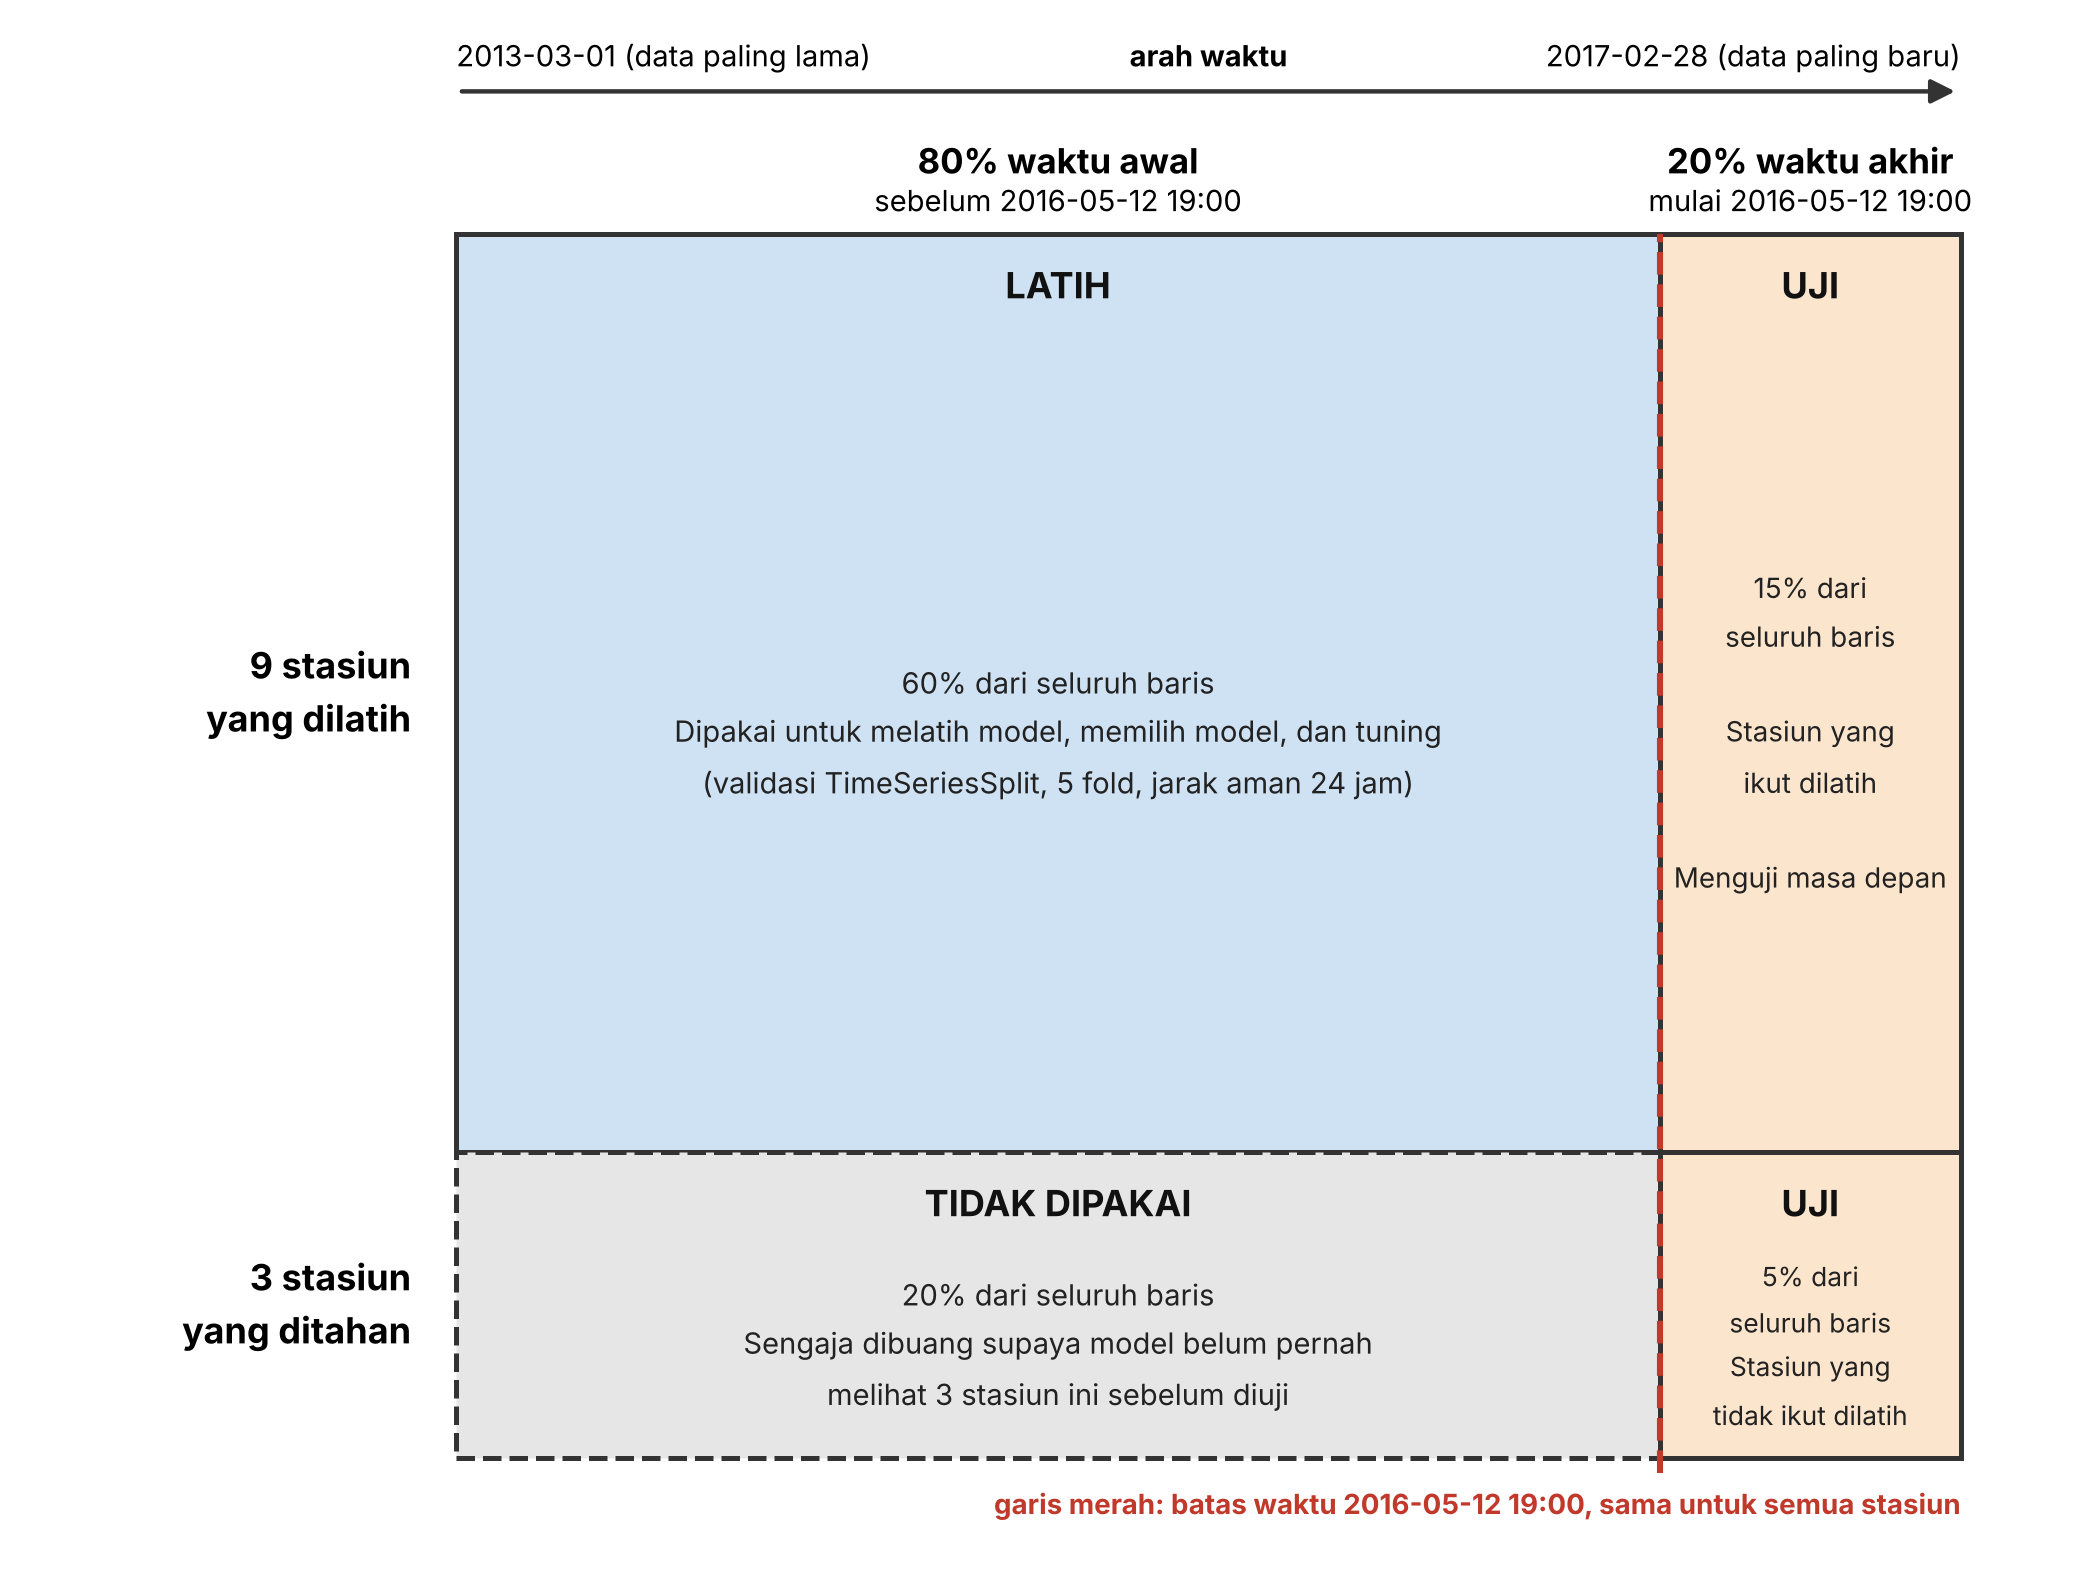 2013-03-01 (data paling lama)
arah waktu
2017-02-28 (data paling baru)
80% waktu awal
sebelum 2016-05-12 19:00
20% waktu akhir
mulai 2016-05-12 19:00
9 stasiun
yang dilatih
LATIH
60% dari seluruh baris
Dipakai untuk melatih model, memilih model, dan tuning
(validasi TimeSeriesSplit, 5 fold, jarak aman 24 jam)
UJI
15% dari
seluruh baris
Stasiun yang
ikut dilatih
Menguji masa depan
3 stasiun
yang ditahan
TIDAK DIPAKAI
20% dari seluruh baris
Sengaja dibuang supaya model belum pernah
melihat 3 stasiun ini sebelum diuji
UJI
5% dari
seluruh baris
Stasiun yang
tidak ikut dilatih
garis merah: batas waktu 2016-05-12 19:00, sama untuk semua stasiun